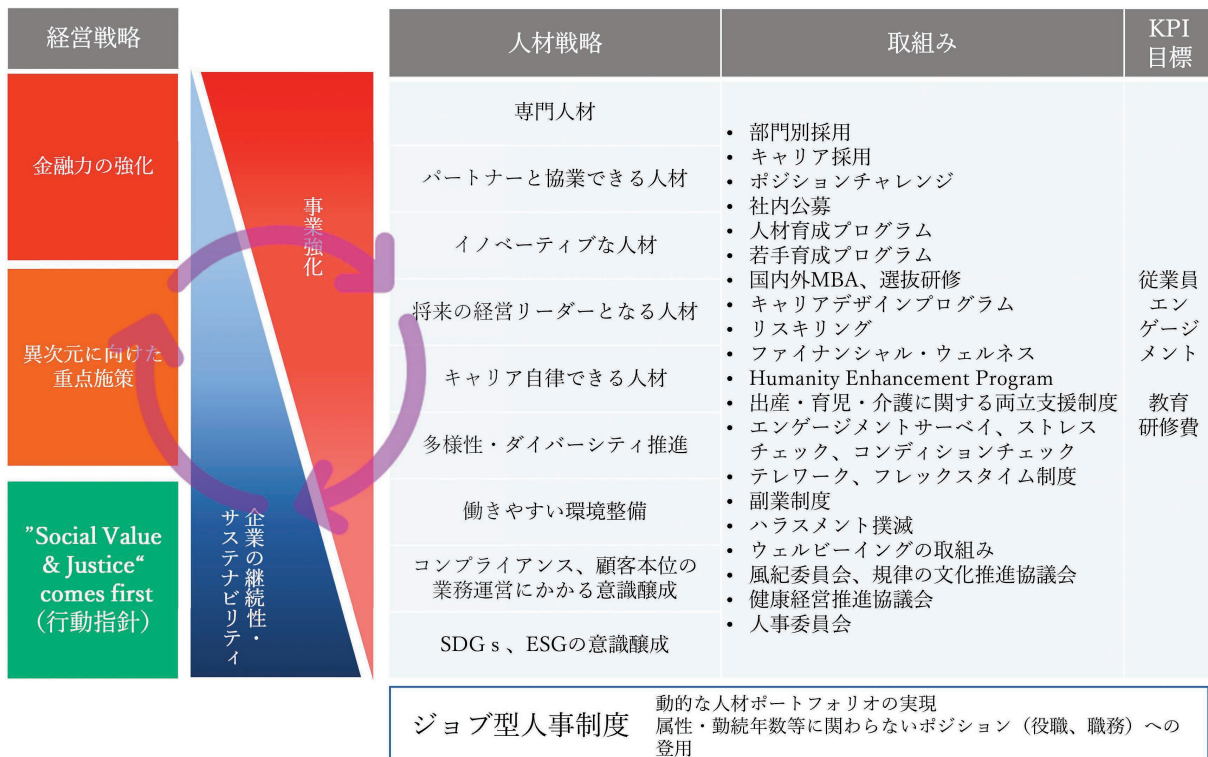 経営戦略
金融力の強化
異次元に向けた
重点施策
”Social Value
& Justice“
comes first
(行動指針)
事業強化
企業の継続性・
サステナビリティ
人材戦略
専門人材
パートナーと協業できる人材
イノベーティブな人材
将来の経営リーダーとなる人材
キャリア自律できる人材
多様性・ダイバーシティ推進
働きやすい環境整備
コンプライアンス、顧客本位の
業務運営にかかる意識醸成
SDGs、ESGの意識醸成
取組み
• 部門別採用
• キャリア採用
• ポジションチャレンジ
• 社内公募
• 人材育成プログラム
• 若手育成プログラム
• 国内外MBA、選抜研修
• キャリアデザインプログラム
• リスキリング
• ファイナンシャル・ウェルネス
• Humanity Enhancement Program
• 出産・育児・介護に関する両立支援制度
• エンゲージメントサーベイ、ストレス
チェック、コンディションチェック
• テレワーク、フレックスタイム制度
• 副業制度
• ハラスメント撲滅
• ウェルビーイングの取組み
• 風紀委員会、規律の文化推進協議会
• 健康経営推進協議会
• 人事委員会
KPI
目標
従業員
エン
ゲージ
メント
教育
研修費
ジョブ型人事制度
動的な人材ポートフォリオの実現
属性・勤続年数等に関わらないポジション（役職、職務）への
登用